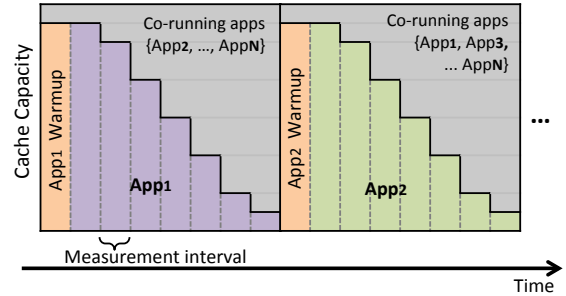 Co-running apps
{App2, ..., AppN}
Co-running apps
{App1, App3,
... AppN}
Cache Capacity
App1 Warmup
App1
App2 Warmup
App2
...
Measurement interval
Time